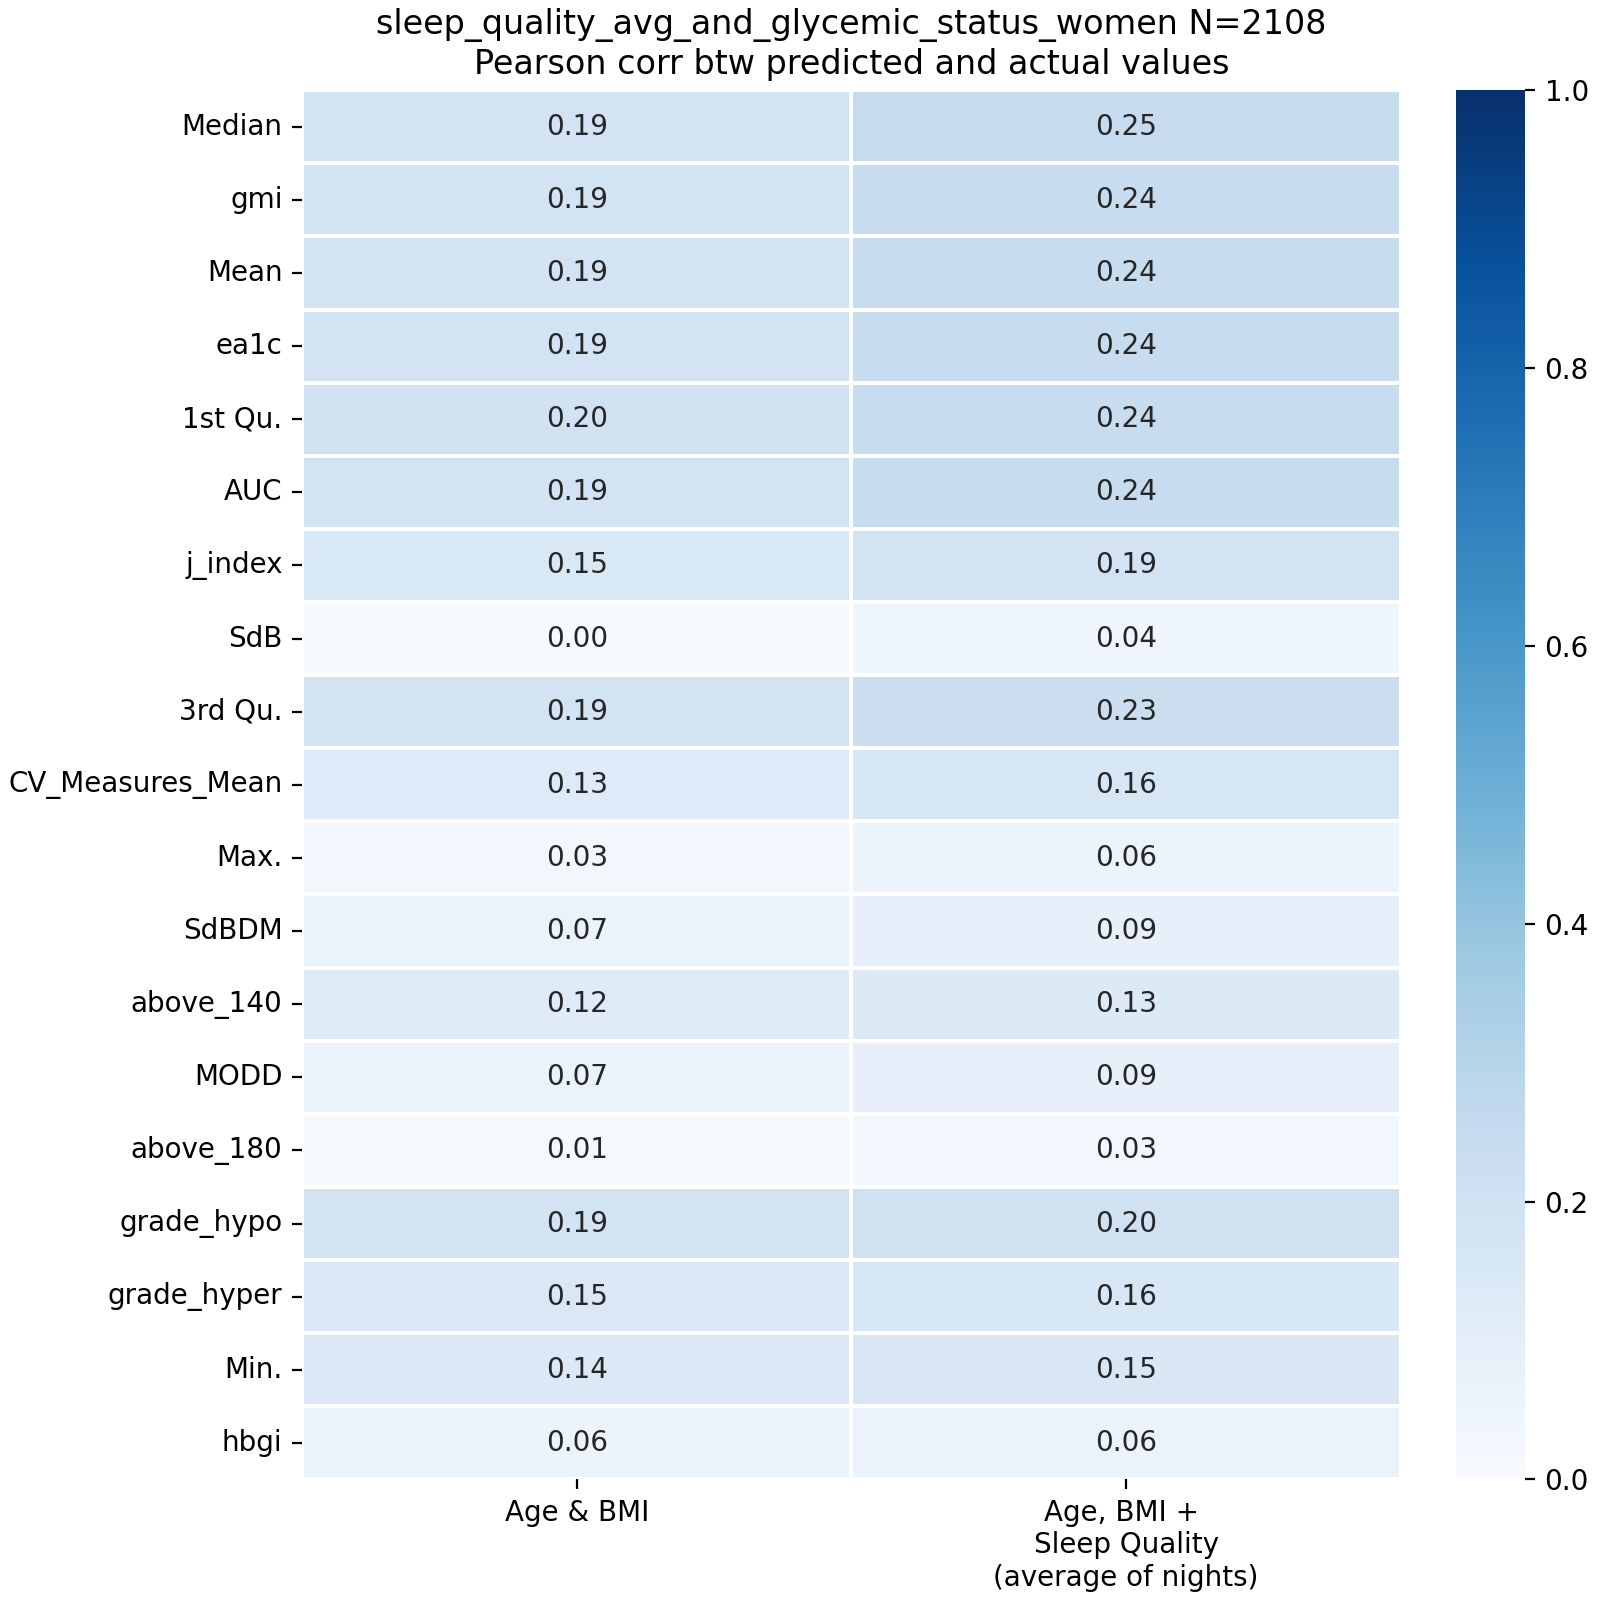 sleep_quality_avg_and_glycemic_status_women N=2108
Pearson corr btw predicted and actual values
Median 0.19 0.25
gmi 0.19 0.24
Mean 0.19 0.24
ea1c 0.19 0.24
1st Qu. 0.20 0.24
AUC 0.19 0.24
j_index 0.15 0.19
SdB 0.00 0.04
3rd Qu. 0.19 0.23
CV_Measures_Mean 0.13 0.16
Max. 0.03 0.06
SdBDM 0.07 0.09
above_140 0.12 0.13
MODD 0.07 0.09
above_180 0.01 0.03
grade_hypo 0.19 0.20
grade_hyper 0.15 0.16
Min. 0.14 0.15
hbgi 0.06 0.06
Age & BMI
Age, BMI +
Sleep Quality
(average of nights)
1.0
0.8
0.6
0.4
0.2
0.0